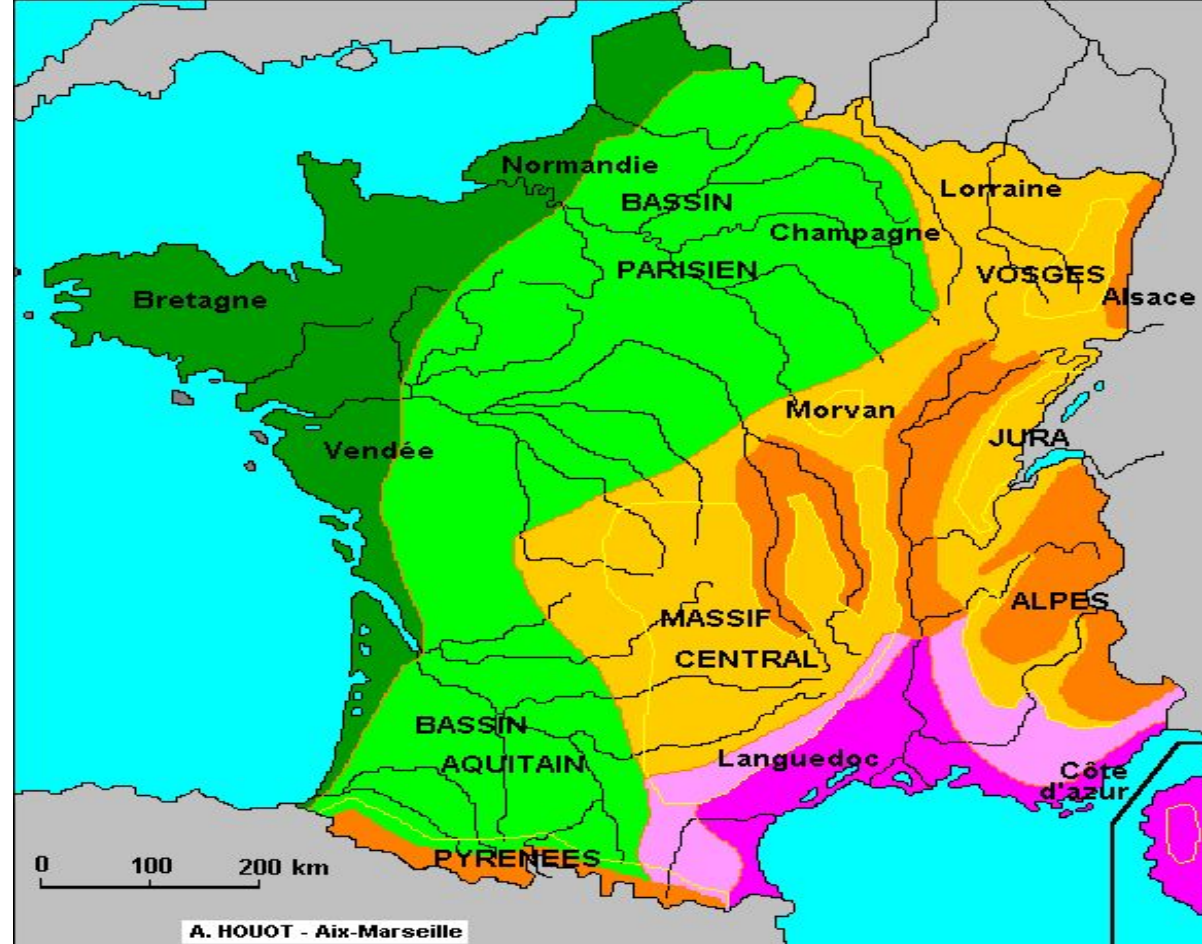 Normandie
Lorraine
BASSIN
Champagne
PARISIEN
VOSGES
Bretagne
Alsace
Morvan
JURA
Vendée
ALPES
MASSIF
CENTRAL
BASSIN
Languedoc
AQUITAIN
Côte
d'azur
PYRENEES
0 100 200 km
A. HOUOT - Aix-Marseille